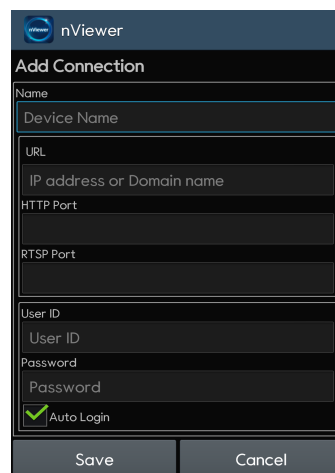 nViewer nViewer
Add Connection
Name
Device Name
URL
IP address or Domain name
HTTP Port
RTSP Port
User ID
User ID
Password
Password
Auto Login
Save Cancel